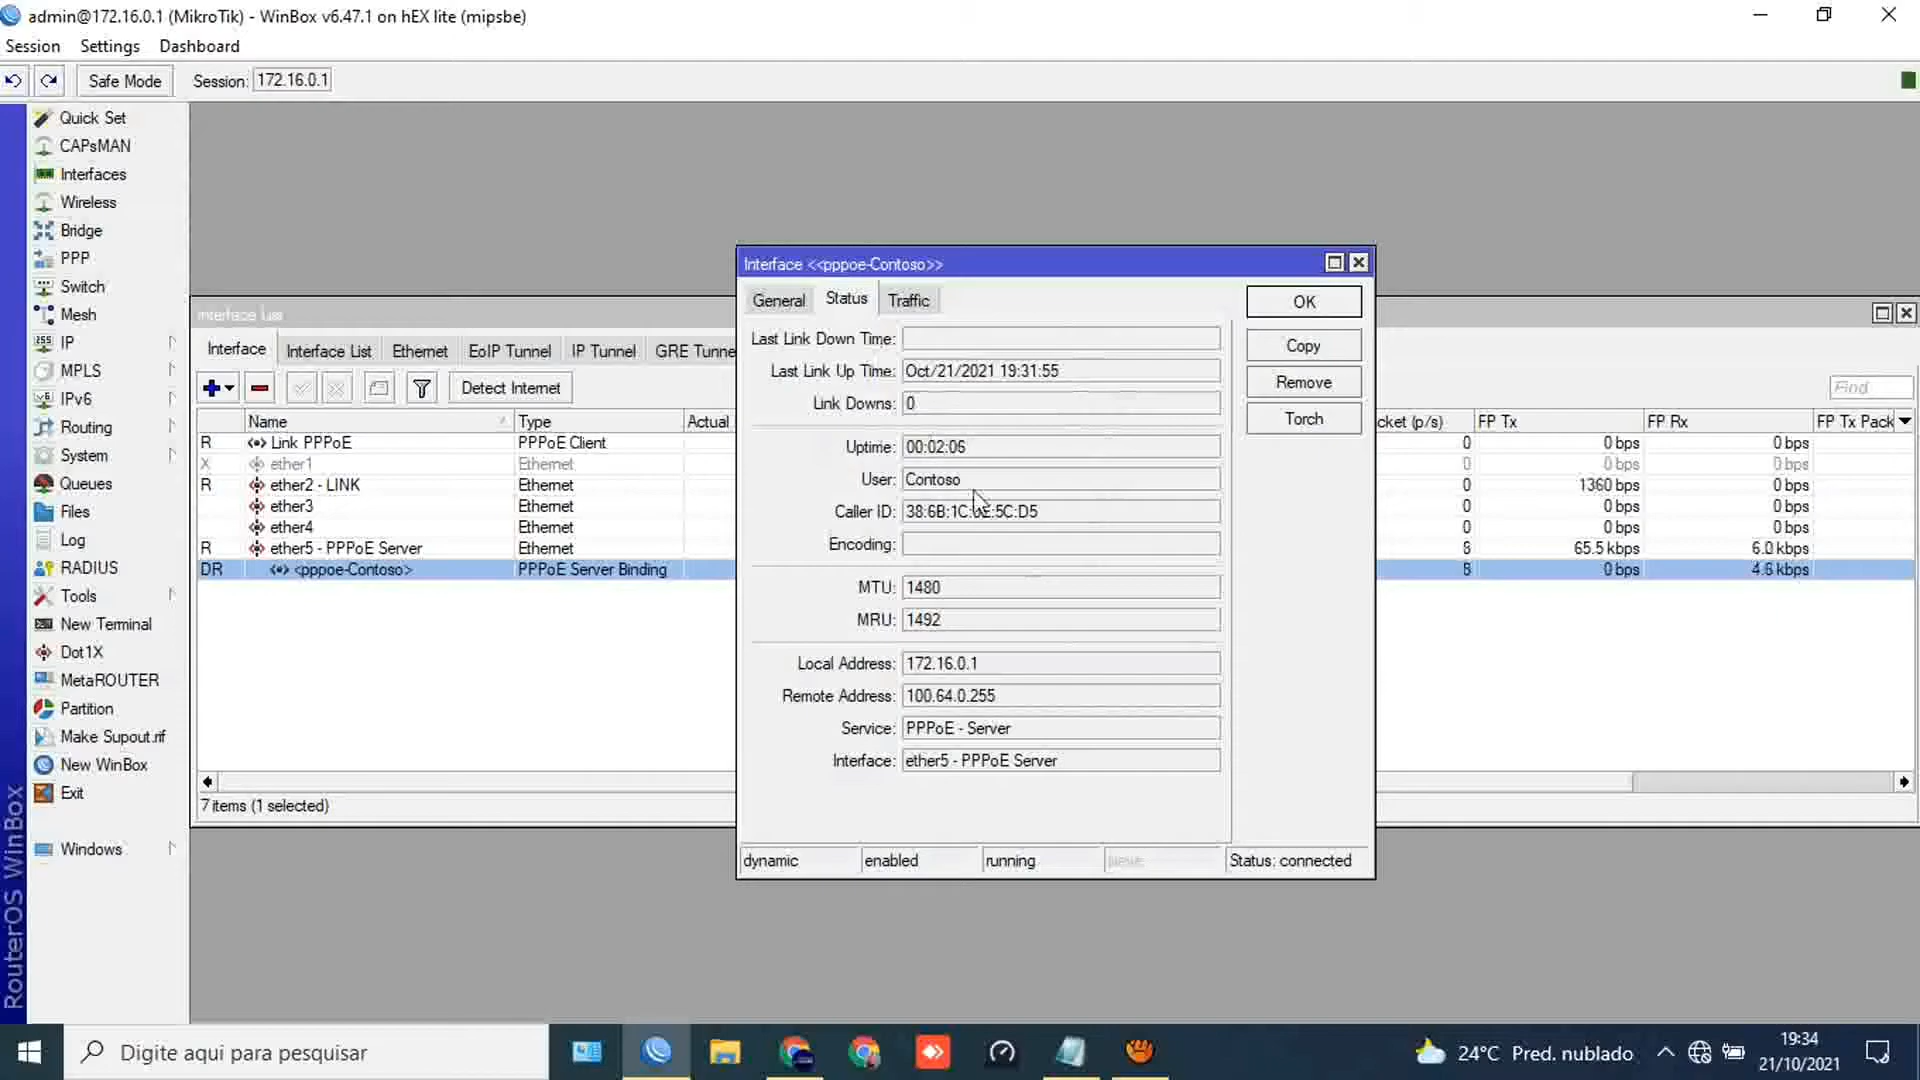 admin@172.16.0.1 (MikroTik) - WinBox v6.47.1 on hEX lite (mipsbe)
Session Settings Dashboard
Safe Mode Session: 172.16.0.1
Quick Set
CAPsMAN
Interfaces
Wireless
Bridge
PPP
Switch
Mesh
IP
MPLS
IPv6
Routing
System
Queues
Files
Log
RADIUS
Tools
New Terminal
Dot1X
MetaROUTER
Partition
Make Supout.rif
New WinBox
Exit
Windows
RouterOS WinBox
Interface List
Interface Interface List Ethernet EoIP Tunnel IP Tunnel GRE Tunne
Detect Internet
Find
Name Type Actual cket (p/s) FP Tx FP Rx FP Tx Pack
R Link PPPoE PPPoE Client 0 0 bps 0 bps
X ether1 Ethernet 0 0 bps 0 bps
R ether2 - LINK Ethernet 0 1360 bps 0 bps
ether3 Ethernet 0 0 bps 0 bps
ether4 Ethernet 0 0 bps 0 bps
R ether5 - PPPoE Server Ethernet 8 65.5 kbps 6.0 kbps
DR <pppoe-Contoso> PPPoE Server Binding 8 0 bps 4.6 kbps
7 items (1 selected)
Interface <<pppoe-Contoso>>
General Status Traffic
OK
Copy
Remove
Torch
Last Link Down Time:
Last Link Up Time: Oct/21/2021 19:31:55
Link Downs: 0
Uptime: 00:02:06
User: Contoso
Caller ID: 38:6B:1C: :5C:D5
Encoding:
MTU: 1480
MRU: 1492
Local Address: 172.16.0.1
Remote Address: 100.64.0.255
Service: PPPoE - Server
Interface: ether5 - PPPoE Server
dynamic enabled running Status: connected
Digite aqui para pesquisar
24°C Pred. nublado
19:34
21/10/2021